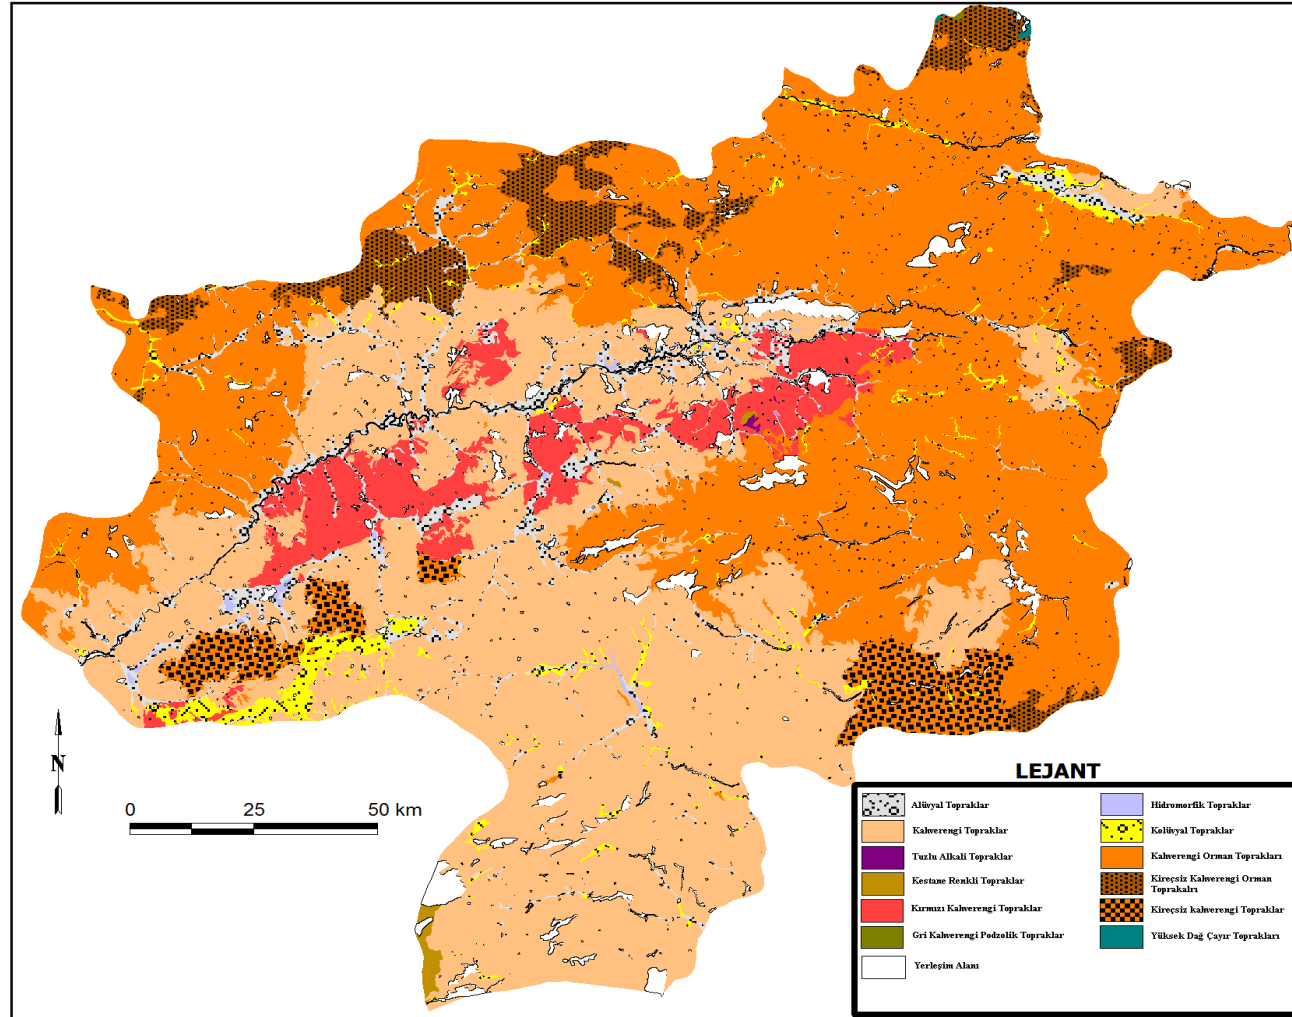 N
0 25 50 km
LEJANT
Alüvyal Topraklar
Kahverengi Topraklar
Tuzlu Alkali Topraklar
Kestane Renkli Topraklar
Kırmızı Kahverengi Topraklar
Gri Kahverengi Podzolik Topraklar
Yerleşim Alanı
Hidromorfik Topraklar
Kolüvyal Topraklar
Kahverengi Orman Toprakları
Kireçsiz Kahverengi Orman
Toprakalrı
Kireçsiz kahverengi Topraklar
Yüksek Dağ Çayır Toprakları